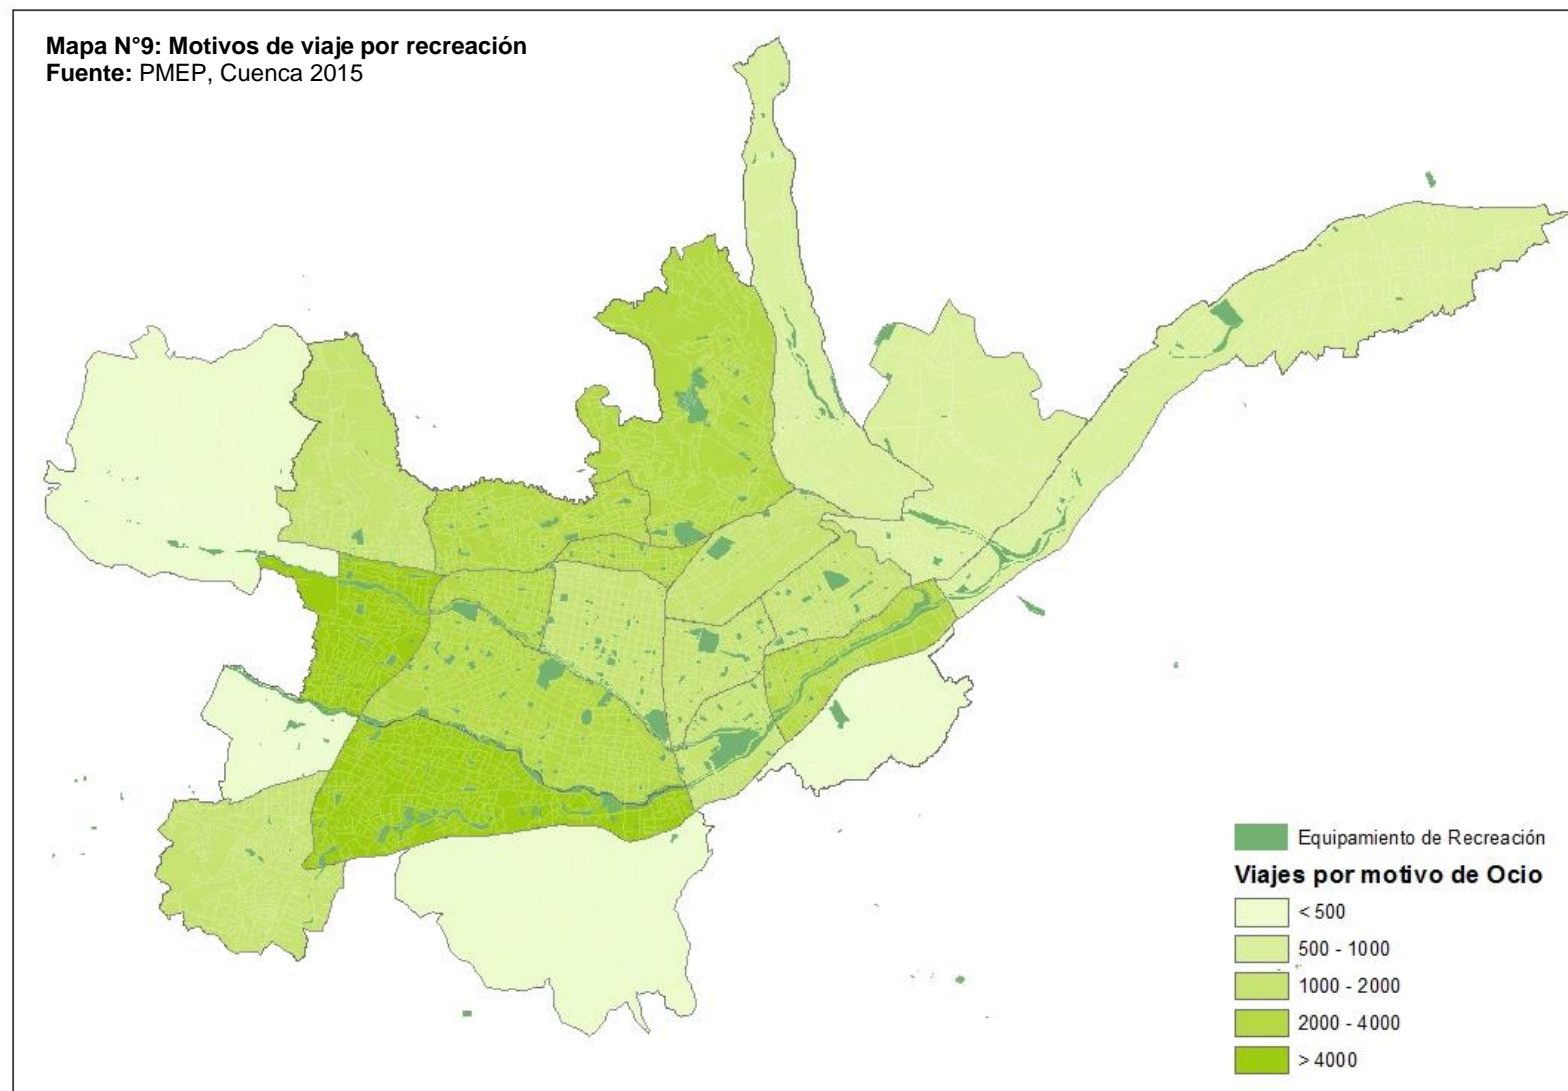 Mapa N°9: Motivos de viaje por recreación
Fuente: PMEP, Cuenca 2015
Equipamiento de Recreación
Viajes por motivo de Ocio
< 500
500 - 1000
1000 - 2000
2000 - 4000
> 4000